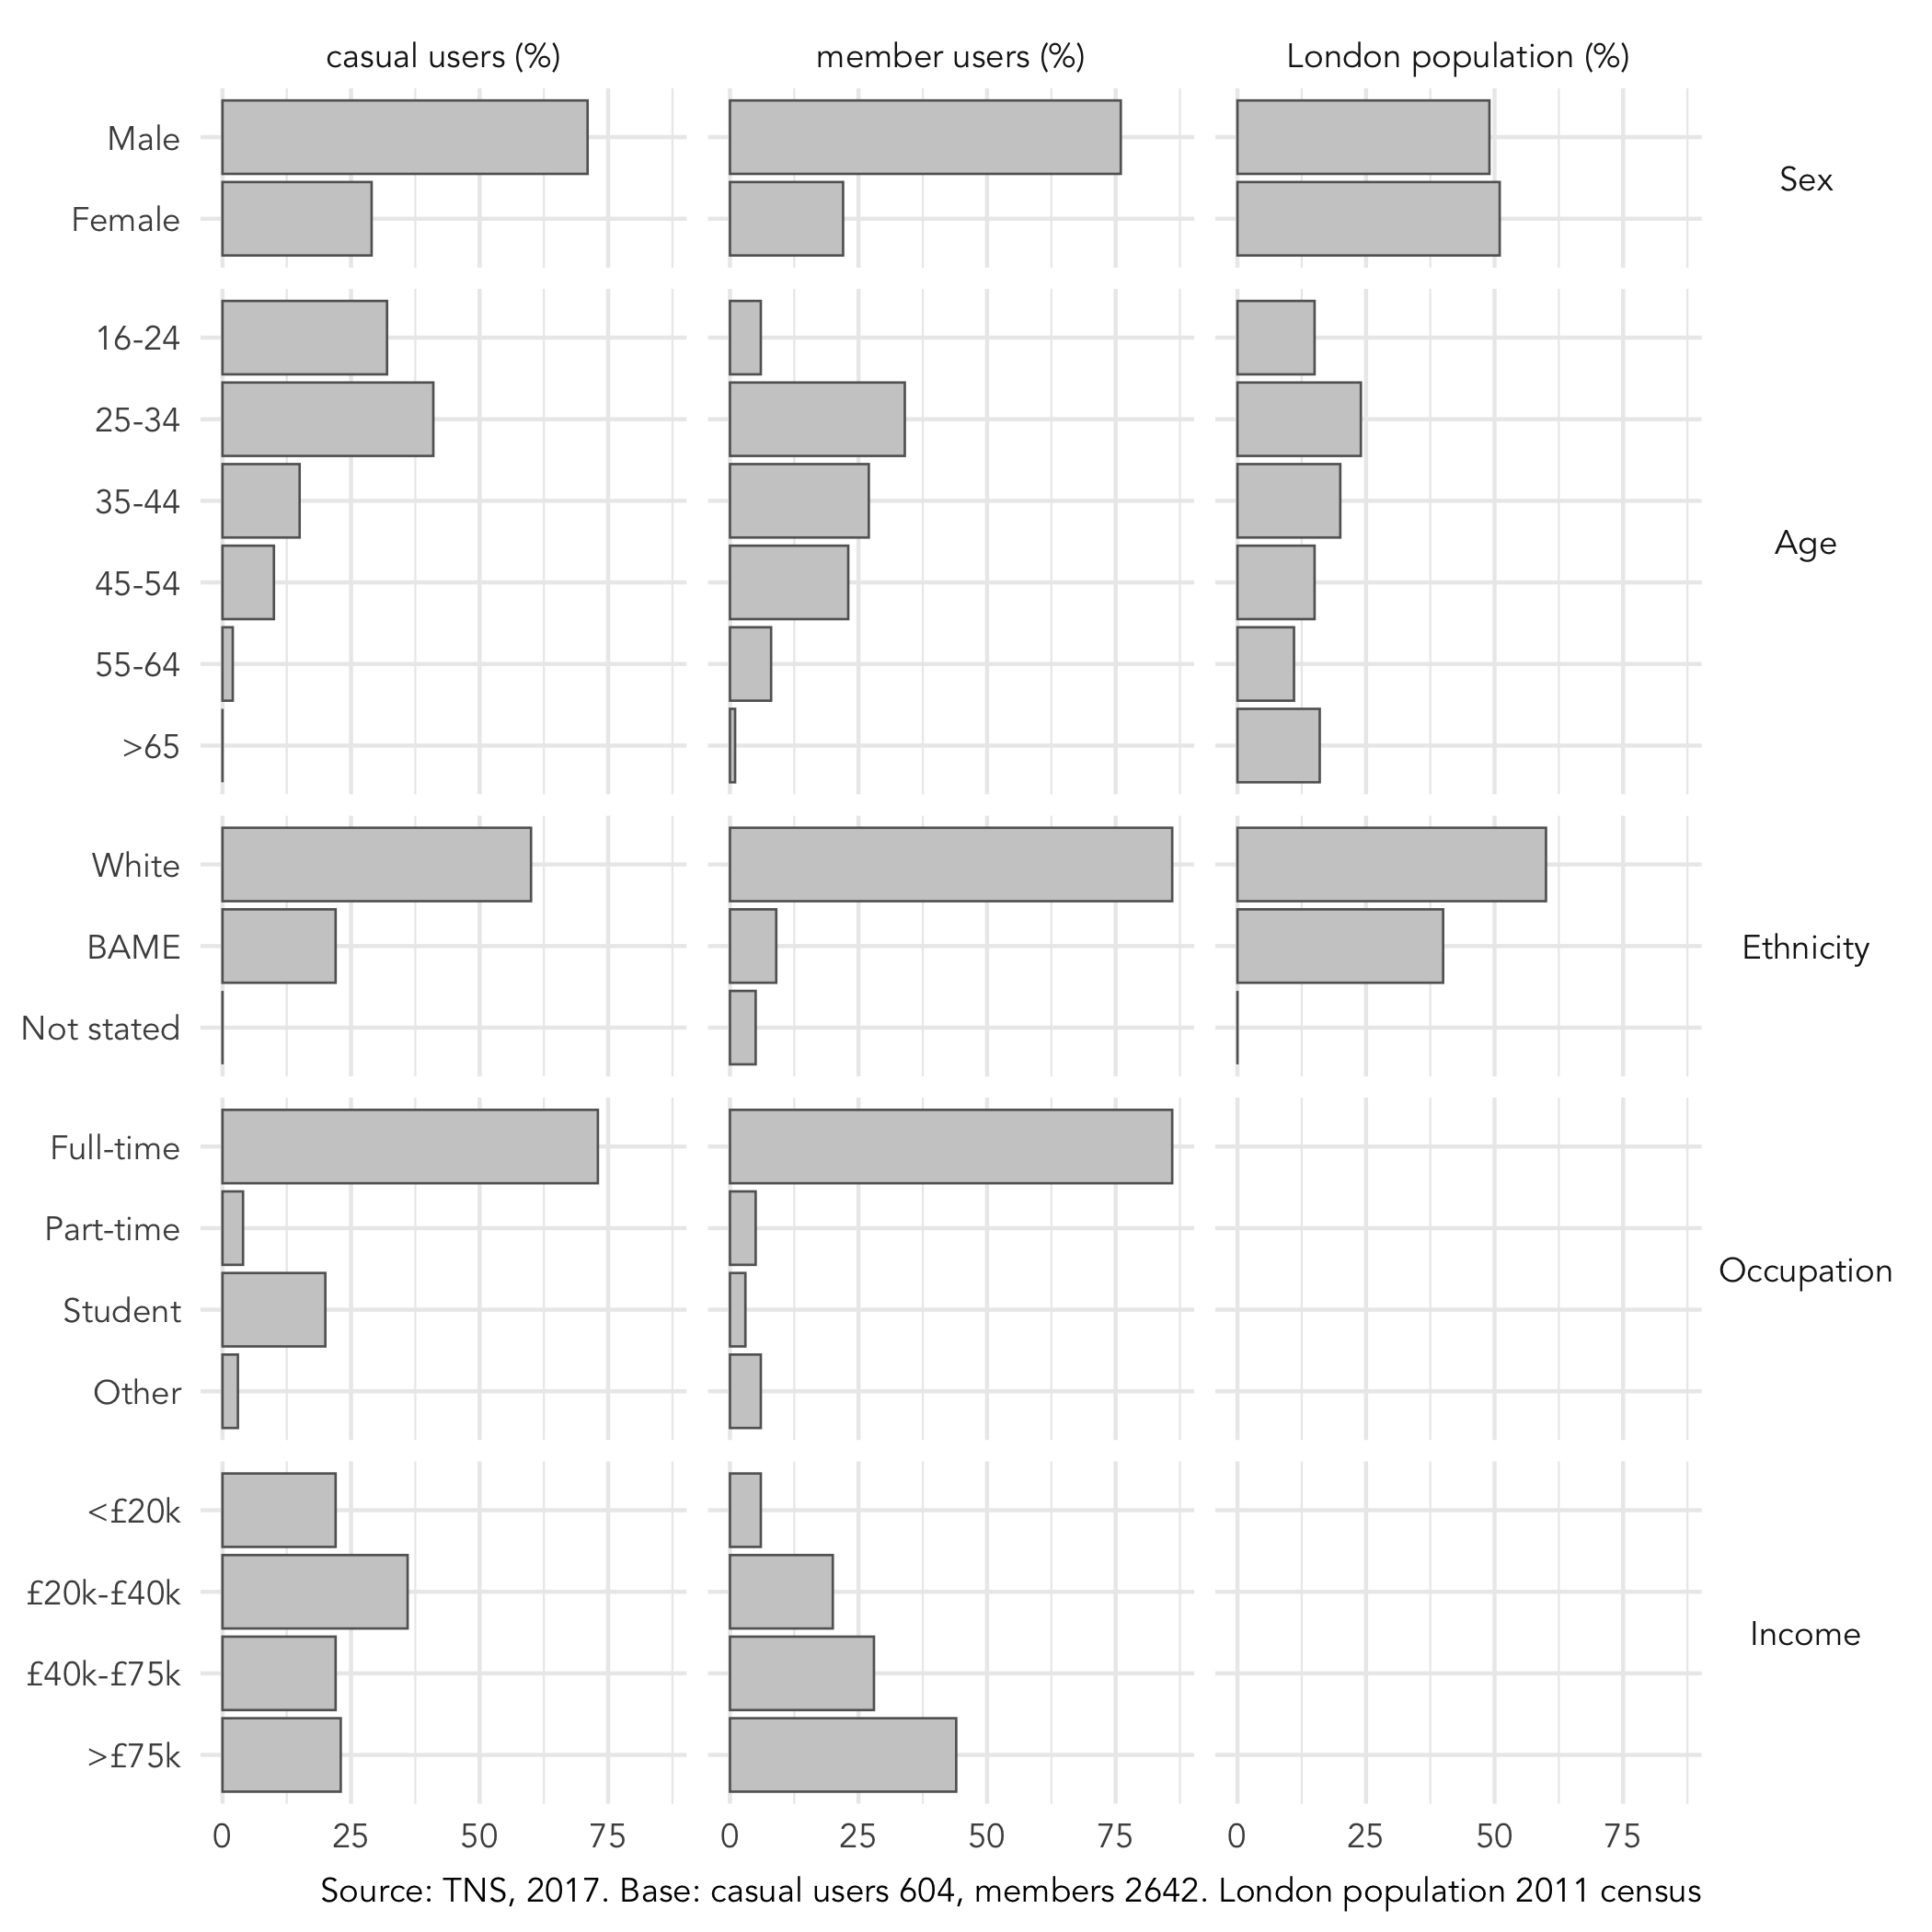 casual users (%) member users (%) London population (%)
Male
Female
Sex
16-24
25-34
35-44
45-54
55-64
>65
Age
White
BAME
Not stated
Ethnicity
Full-time
Part-time
Student
Other
Occupation
<£20k
£20k-£40k
£40k-£75k
>£75k
Income
0 25 50 75 0 25 50 75 0 25 50 75
Source: TNS, 2017. Base: casual users 604, members 2642. London population 2011 census